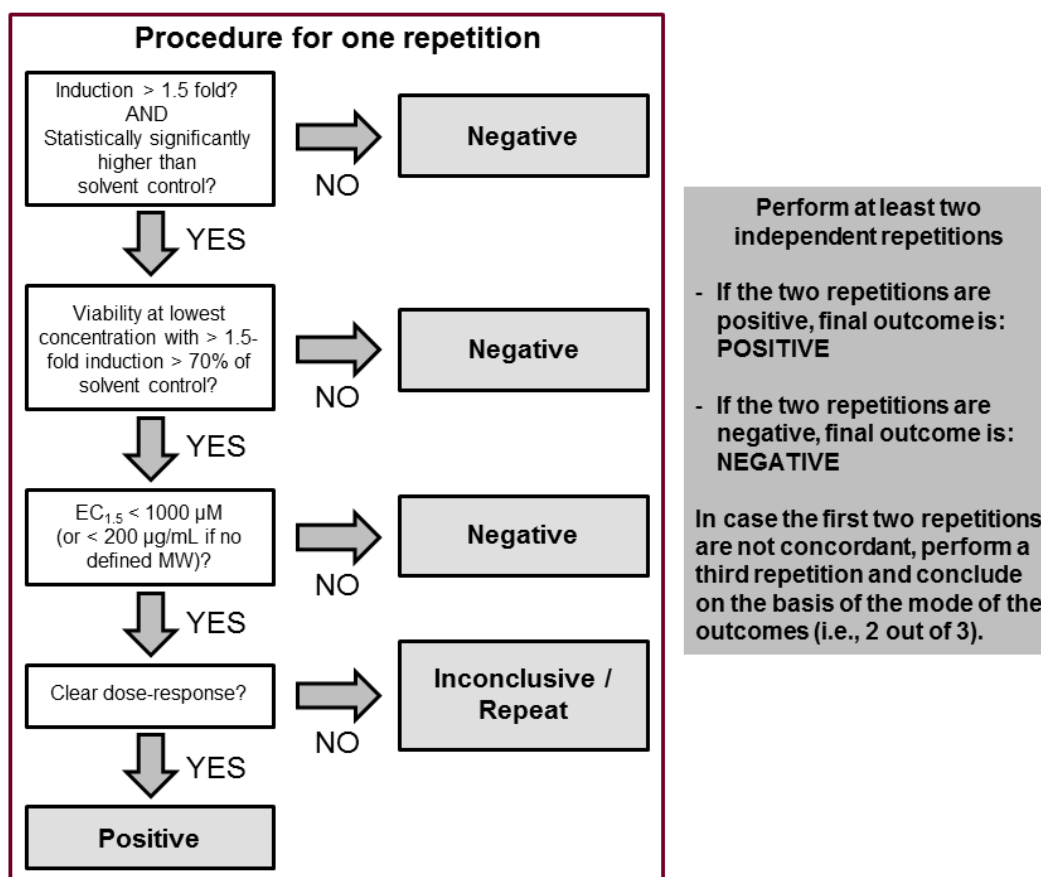 Procedure for one repetition
Induction > 1.5 fold?
AND
Statistically significantly
higher than
solvent control?
NO
Negative
YES
Viability at lowest
concentration with > 1.5-
fold induction > 70% of
solvent control?
NO
Negative
YES
EC1.5 < 1000 µM
(or < 200 µg/mL if no
defined MW)?
NO
Negative
YES
Clear dose-response?
NO
Inconclusive /
Repeat
YES
Positive
Perform at least two
independent repetitions
- If the two repetitions are
positive, final outcome is:
POSITIVE
- If the two repetitions are
negative, final outcome is:
NEGATIVE
In case the first two repetitions
are not concordant, perform a
third repetition and conclude
on the basis of the mode of the
outcomes (i.e., 2 out of 3).